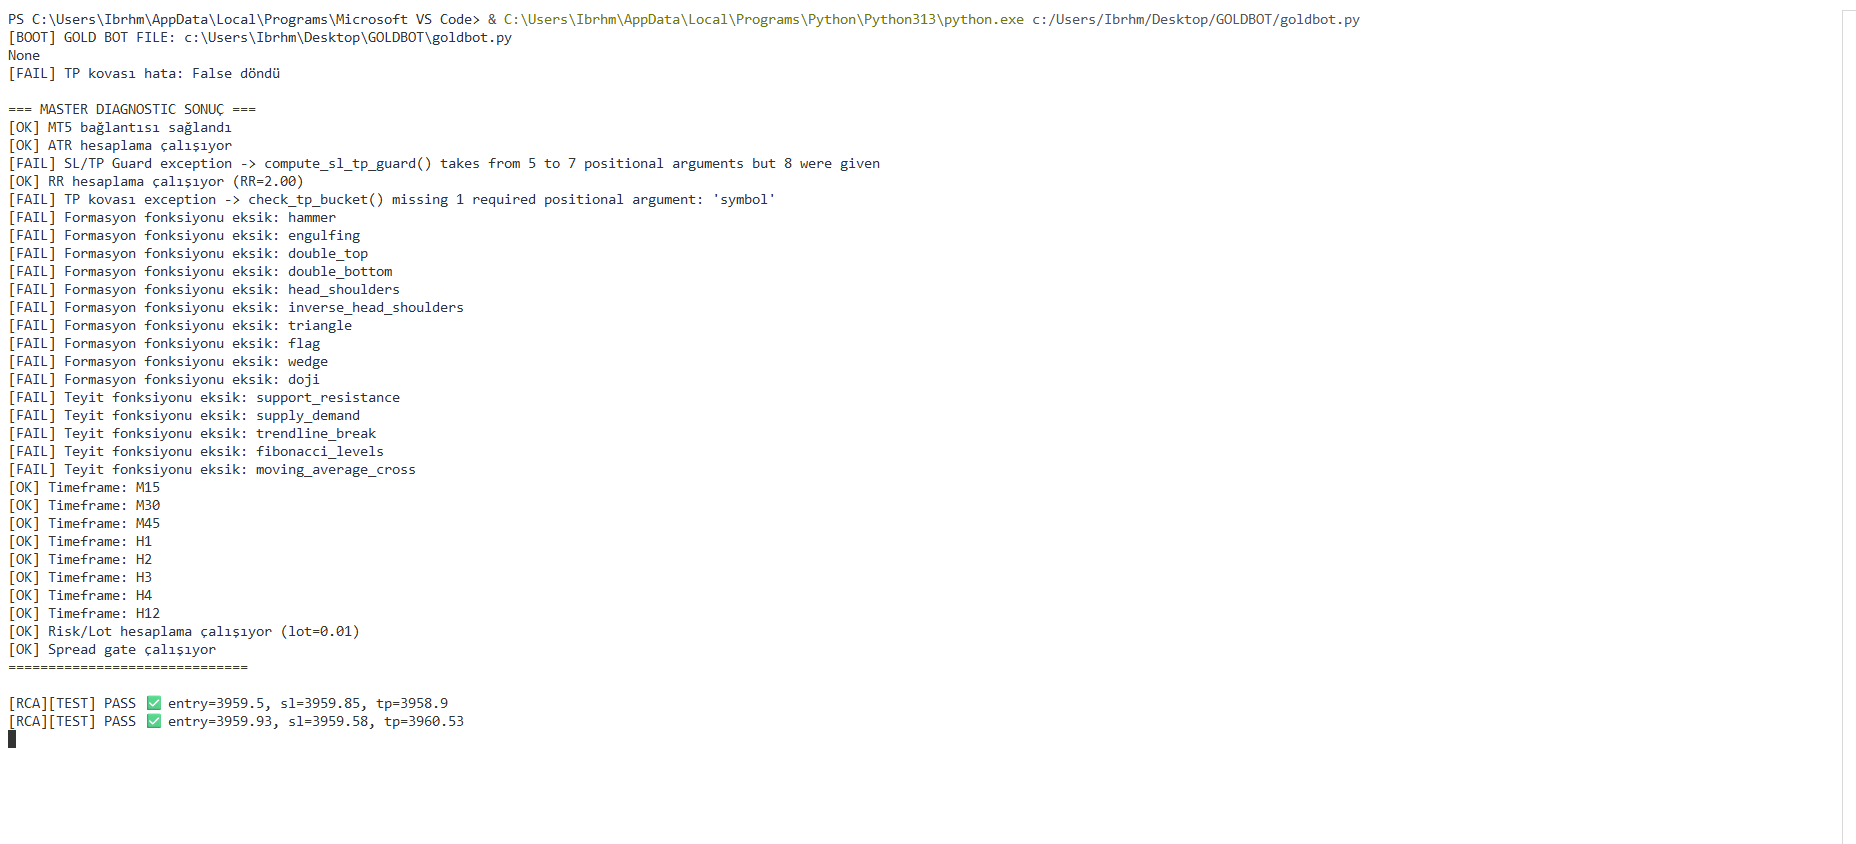 PS C:\Users\Ibrhm\AppData\Local\Programs\Microsoft VS Code> & C:\Users\Ibrhm\AppData\Local\Programs\Python\Python313\python.exe c:/Users/Ibrhm/Desktop/GOLDBOT/goldbot.py
[BOOT] GOLD BOT FILE: c:\Users\Ibrhm\Desktop\GOLDBOT\goldbot.py
None
[FAIL] TP kovası hata: False döndü

=== MASTER DIAGNOSTIC SONUÇ ===
[OK] MT5 bağlantısı sağlandı
[OK] ATR hesaplama çalışıyor
[FAIL] SL/TP Guard exception -> compute_sl_tp_guard() takes from 5 to 7 positional arguments but 8 were given
[OK] RR hesaplama çalışıyor (RR=2.00)
[FAIL] TP kovası exception -> check_tp_bucket() missing 1 required positional argument: 'symbol'
[FAIL] Formasyon fonksiyonu eksik: hammer
[FAIL] Formasyon fonksiyonu eksik: engulfing
[FAIL] Formasyon fonksiyonu eksik: double_top
[FAIL] Formasyon fonksiyonu eksik: double_bottom
[FAIL] Formasyon fonksiyonu eksik: head_shoulders
[FAIL] Formasyon fonksiyonu eksik: inverse_head_shoulders
[FAIL] Formasyon fonksiyonu eksik: triangle
[FAIL] Formasyon fonksiyonu eksik: flag
[FAIL] Formasyon fonksiyonu eksik: wedge
[FAIL] Formasyon fonksiyonu eksik: doji
[FAIL] Teyit fonksiyonu eksik: support_resistance
[FAIL] Teyit fonksiyonu eksik: supply_demand
[FAIL] Teyit fonksiyonu eksik: trendline_break
[FAIL] Teyit fonksiyonu eksik: fibonacci_levels
[FAIL] Teyit fonksiyonu eksik: moving_average_cross
[OK] Timeframe: M15
[OK] Timeframe: M30
[OK] Timeframe: M45
[OK] Timeframe: H1
[OK] Timeframe: H2
[OK] Timeframe: H3
[OK] Timeframe: H4
[OK] Timeframe: H12
[OK] Risk/Lot hesaplama çalışıyor (lot=0.01)
[OK] Spread gate çalışıyor
==============================

[RCA][TEST] PASS ✅ entry=3959.5, sl=3959.85, tp=3958.9
[RCA][TEST] PASS ✅ entry=3959.93, sl=3959.58, tp=3960.53